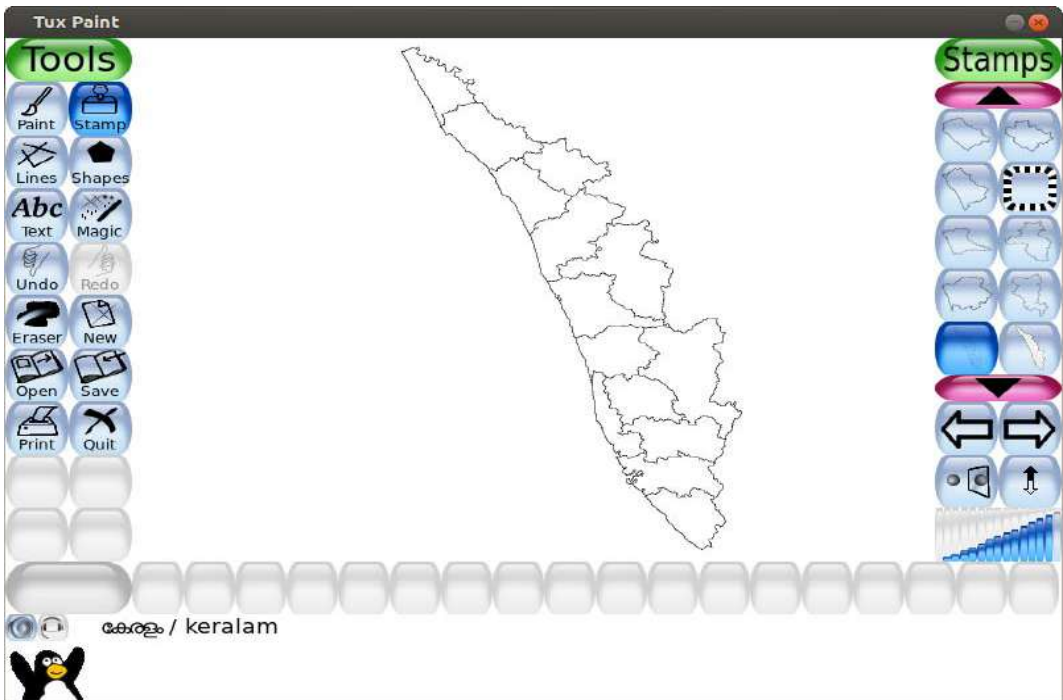 Tux Paint
Tools
Stamps
Paint
Stamp
Lines
Shapes
Abc
Text
Magic
Undo
Redo
Eraser
New
Open
Save
Print
Quit
കേരളം / keralam